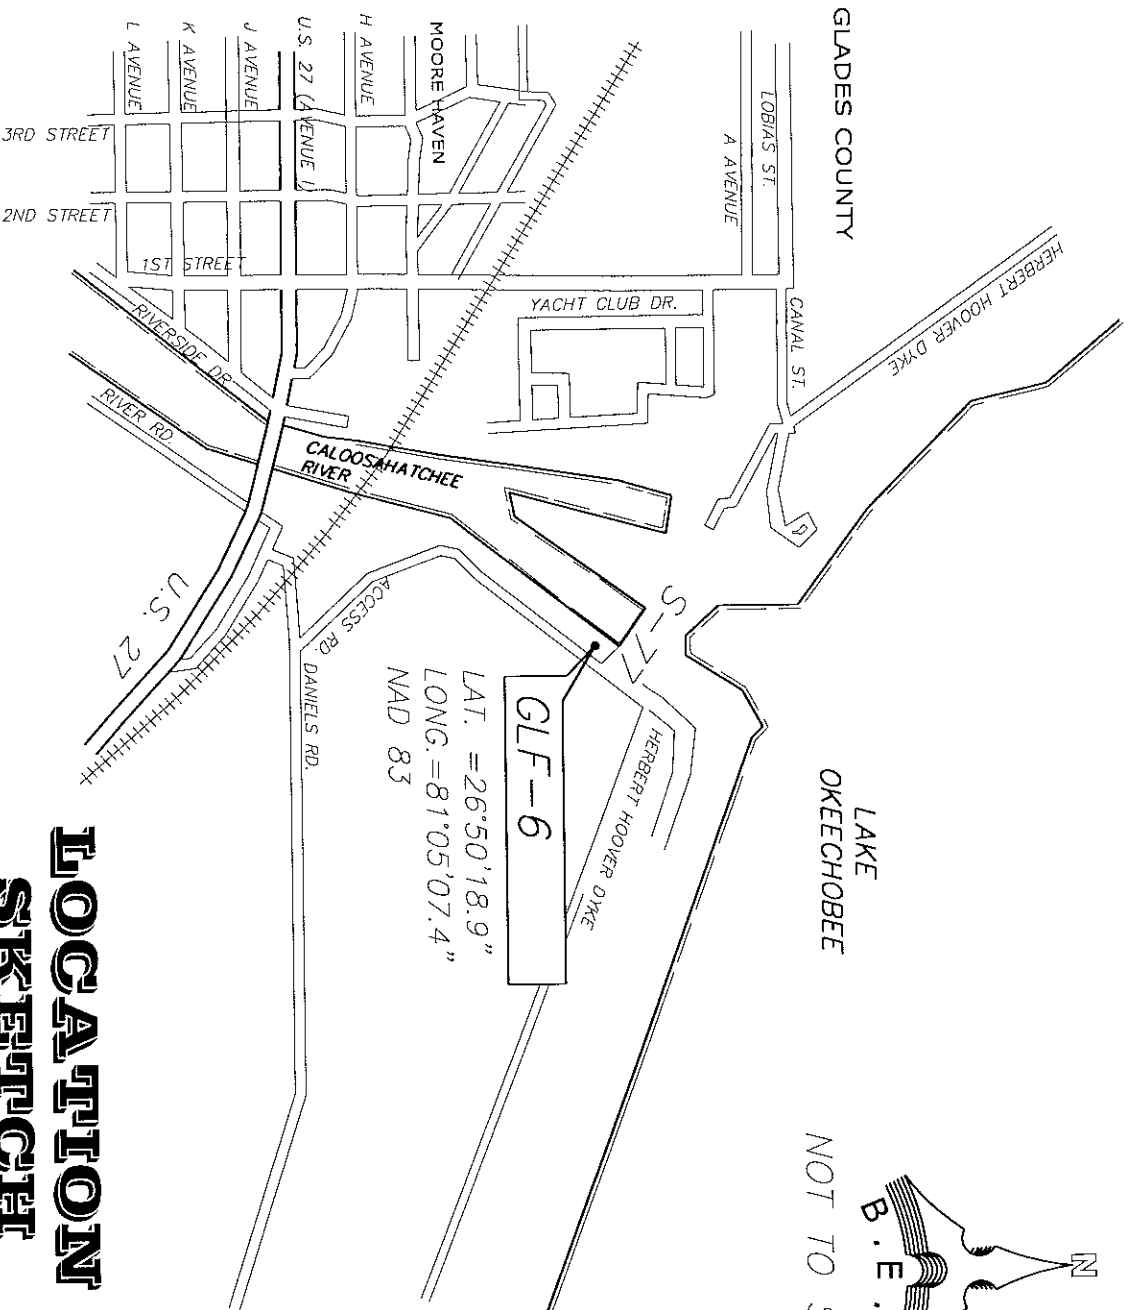 GLADES COUNTY
LOBIAS ST.
A AVENUE
HERBERT HOOVER DYKE
CANAL ST.
YACHT CLUB DR.
MOORE HAVEN
H AVENUE
U.S. 27 (AVENUE I)
J AVENUE
K AVENUE
L AVENUE
3RD STREET
2ND STREET
1ST STREET
RIVERSIDE DR.
RIVER RD.
CALOOSAHATCHEE
RIVER
U.S. 27
ACCESS RD.
DANIELS RD.
S-77
HERBERT HOOVER DYKE
GLF-6
LAT. =26°50'18.9"
LONG.=81°05'07.4"
NAD 83
LAKE
OKEECHOBEE
N
B.E.
NOT TO
LOCATION
SKETCH